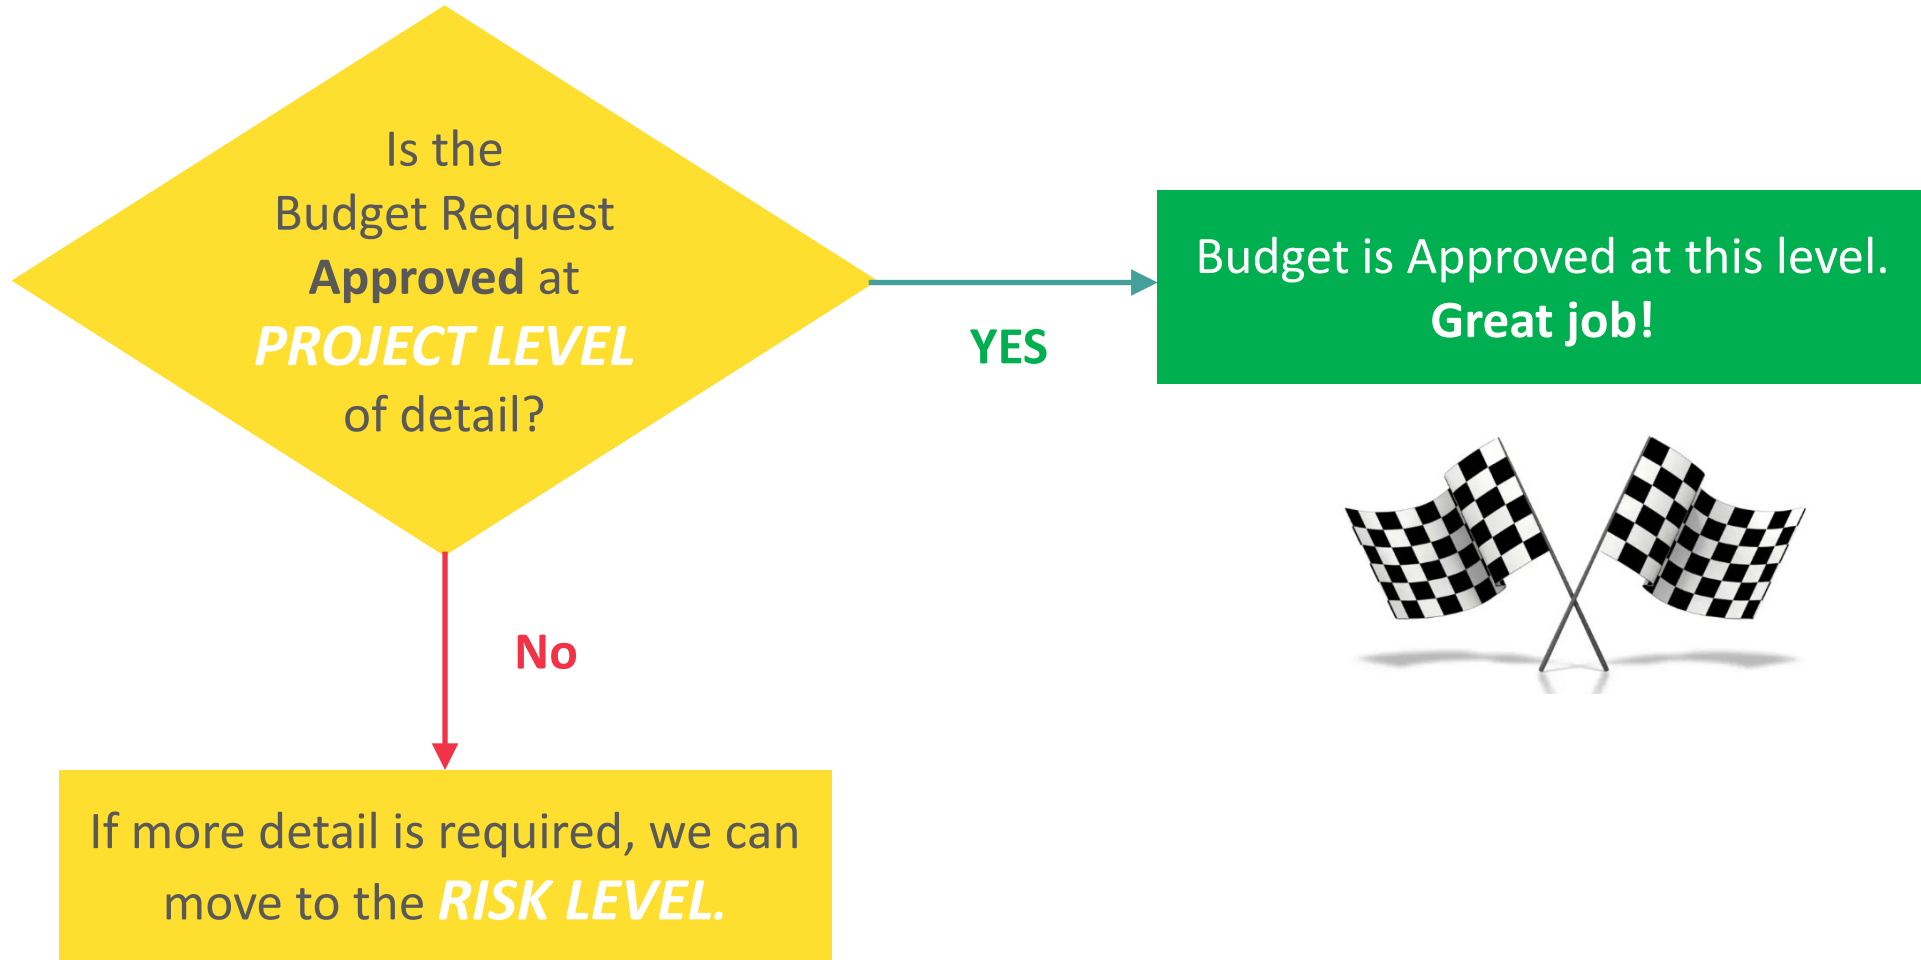 Is the
Budget Request
Approved at
PROJECT LEVEL
of detail?
YES
Budget is Approved at this level.
Great job!
No
If more detail is required, we can
move to the RISK LEVEL.